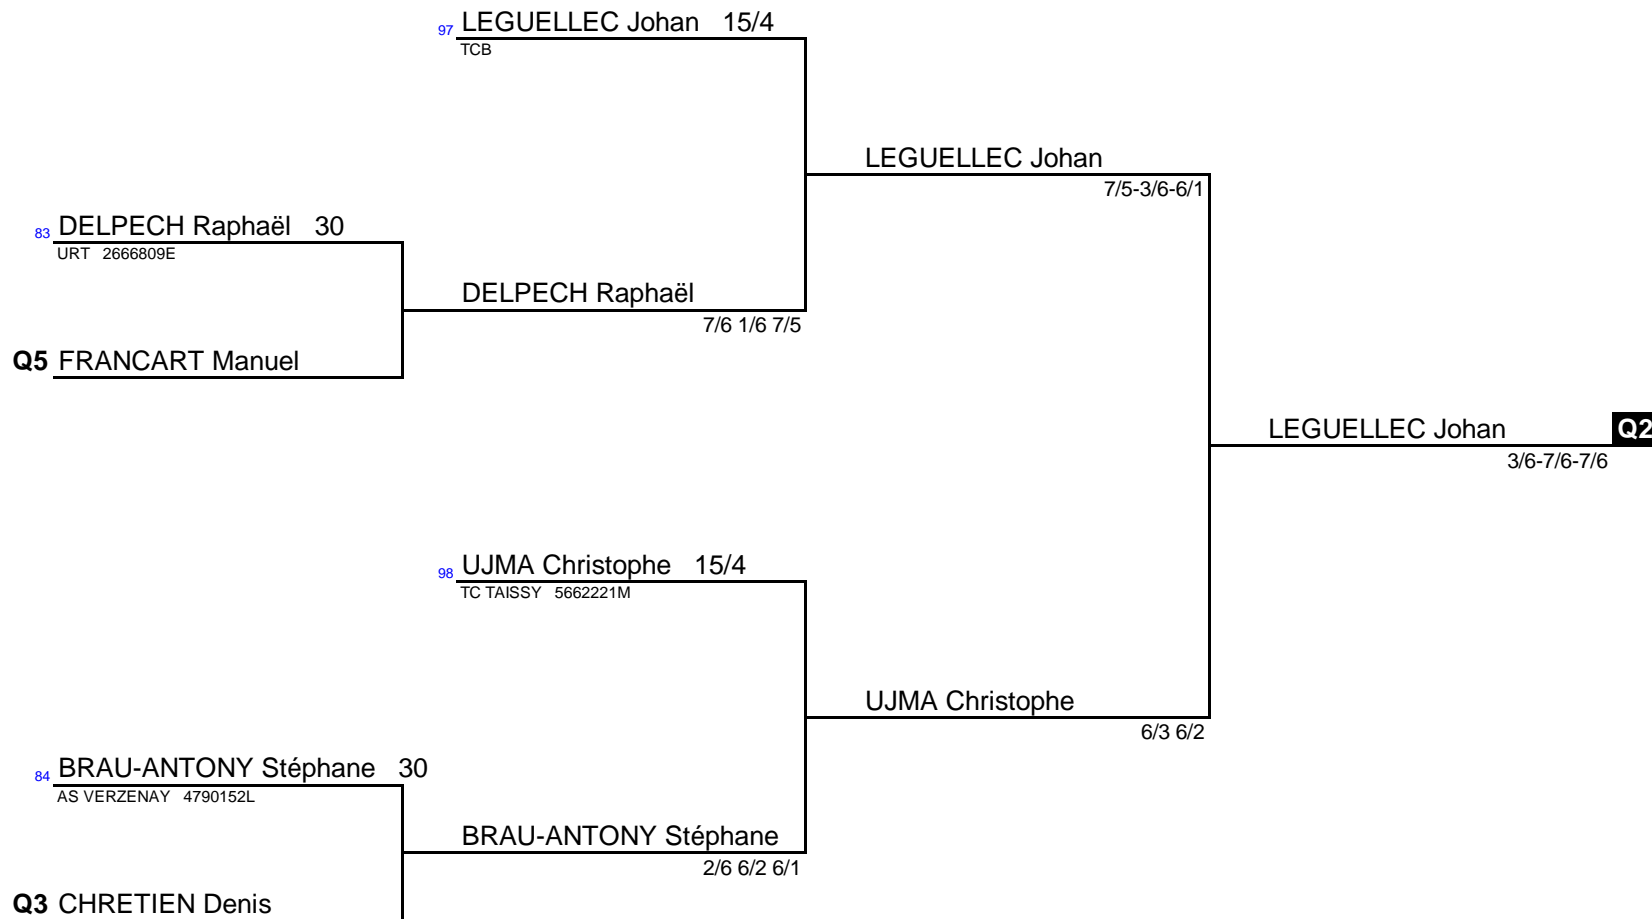 97 LEGUELLEC Johan 15/4
TCB
LEGUELLEC Johan
7/5-3/6-6/1
83 DELPECH Raphaël 30
URT 2666809E
DELPECH Raphaël
7/6 1/6 7/5
Q5 FRANCART Manuel
LEGUELLEC Johan Q2
3/6-7/6-7/6
98 UJMA Christophe 15/4
TC TAISSY 5662221M
UJMA Christophe
6/3 6/2
84 BRAU-ANTONY Stéphane 30
AS VERZENAY 4790152L
BRAU-ANTONY Stéphane
2/6 6/2 6/1
Q3 CHRETIEN Denis